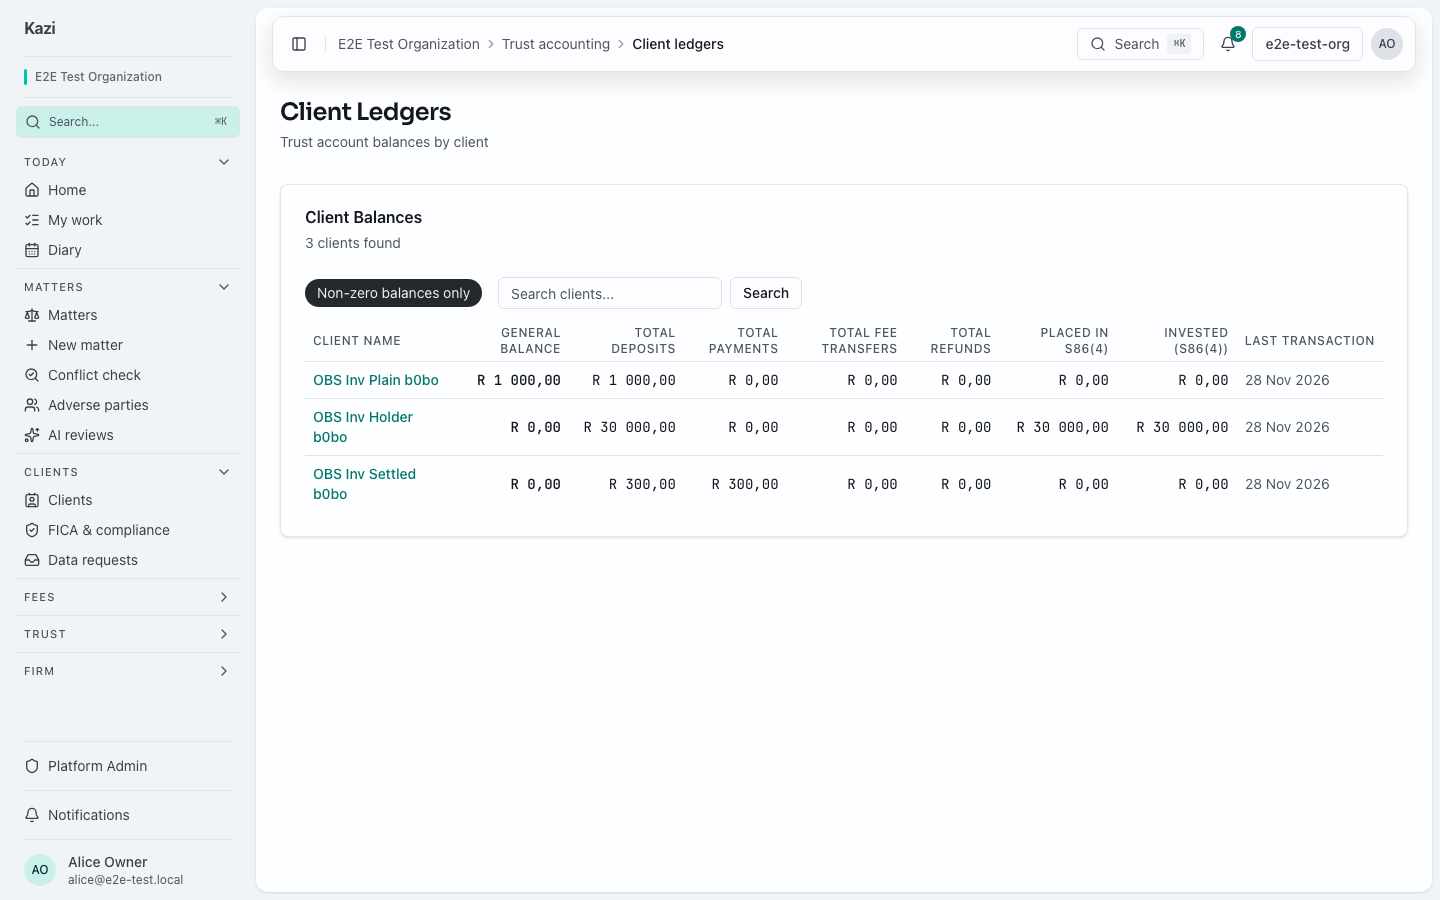 Kazi
E2E Test Organization
Search... ⌘K
TODAY
Home
My work
Diary
MATTERS
Matters
New matter
Conflict check
Adverse parties
AI reviews
CLIENTS
Clients
FICA & compliance
Data requests
FEES
TRUST
FIRM
Platform Admin
Notifications
AO
Alice Owner
alice@e2e-test.local
E2E Test Organization > Trust accounting > Client ledgers
Search ⌘K
8
e2e-test-org
AO
Client Ledgers
Trust account balances by client
Client Balances
3 clients found
Non-zero balances only
Search clients...
Search
CLIENT NAME GENERAL BALANCE TOTAL DEPOSITS TOTAL PAYMENTS TOTAL FEE TRANSFERS TOTAL REFUNDS PLACED IN S86(4) INVESTED (S86(4)) LAST TRANSACTION
OBS Inv Plain b0bo R 1 000,00 R 1 000,00 R 0,00 R 0,00 R 0,00 R 0,00 R 0,00 28 Nov 2026
OBS Inv Holder b0bo R 0,00 R 30 000,00 R 0,00 R 0,00 R 0,00 R 30 000,00 R 30 000,00 28 Nov 2026
OBS Inv Settled b0bo R 0,00 R 300,00 R 300,00 R 0,00 R 0,00 R 0,00 R 0,00 28 Nov 2026